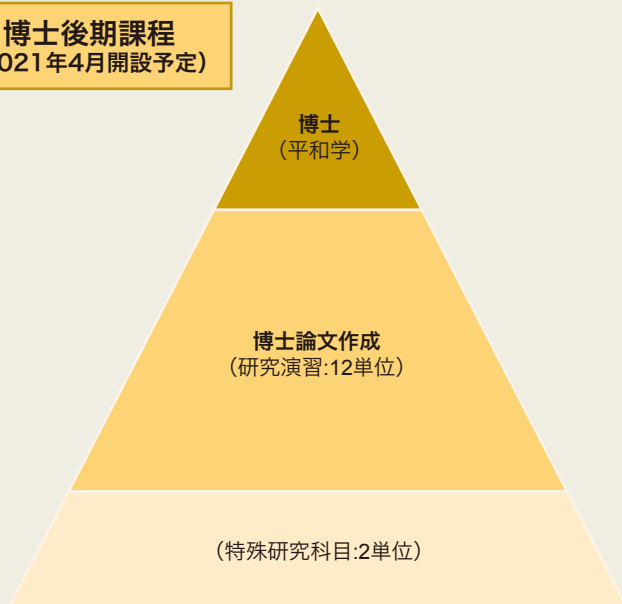 博士後期課程
021年4月開設予定）
博士
（平和学）
博士論文作成
（研究演習:12単位）
（特殊研究科目:2単位）